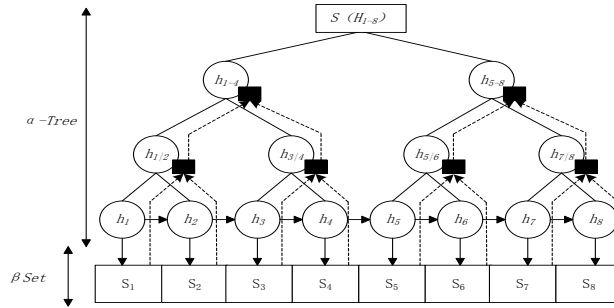 S (H1-8)
h1-4 h5-8
α-Tree
h1/2 h3/4 h5/6 h7/8
h1 h2 h3 h4 h5 h6 h7 h8
β Set
S1 S2 S3 S4 S5 S6 S7 S8